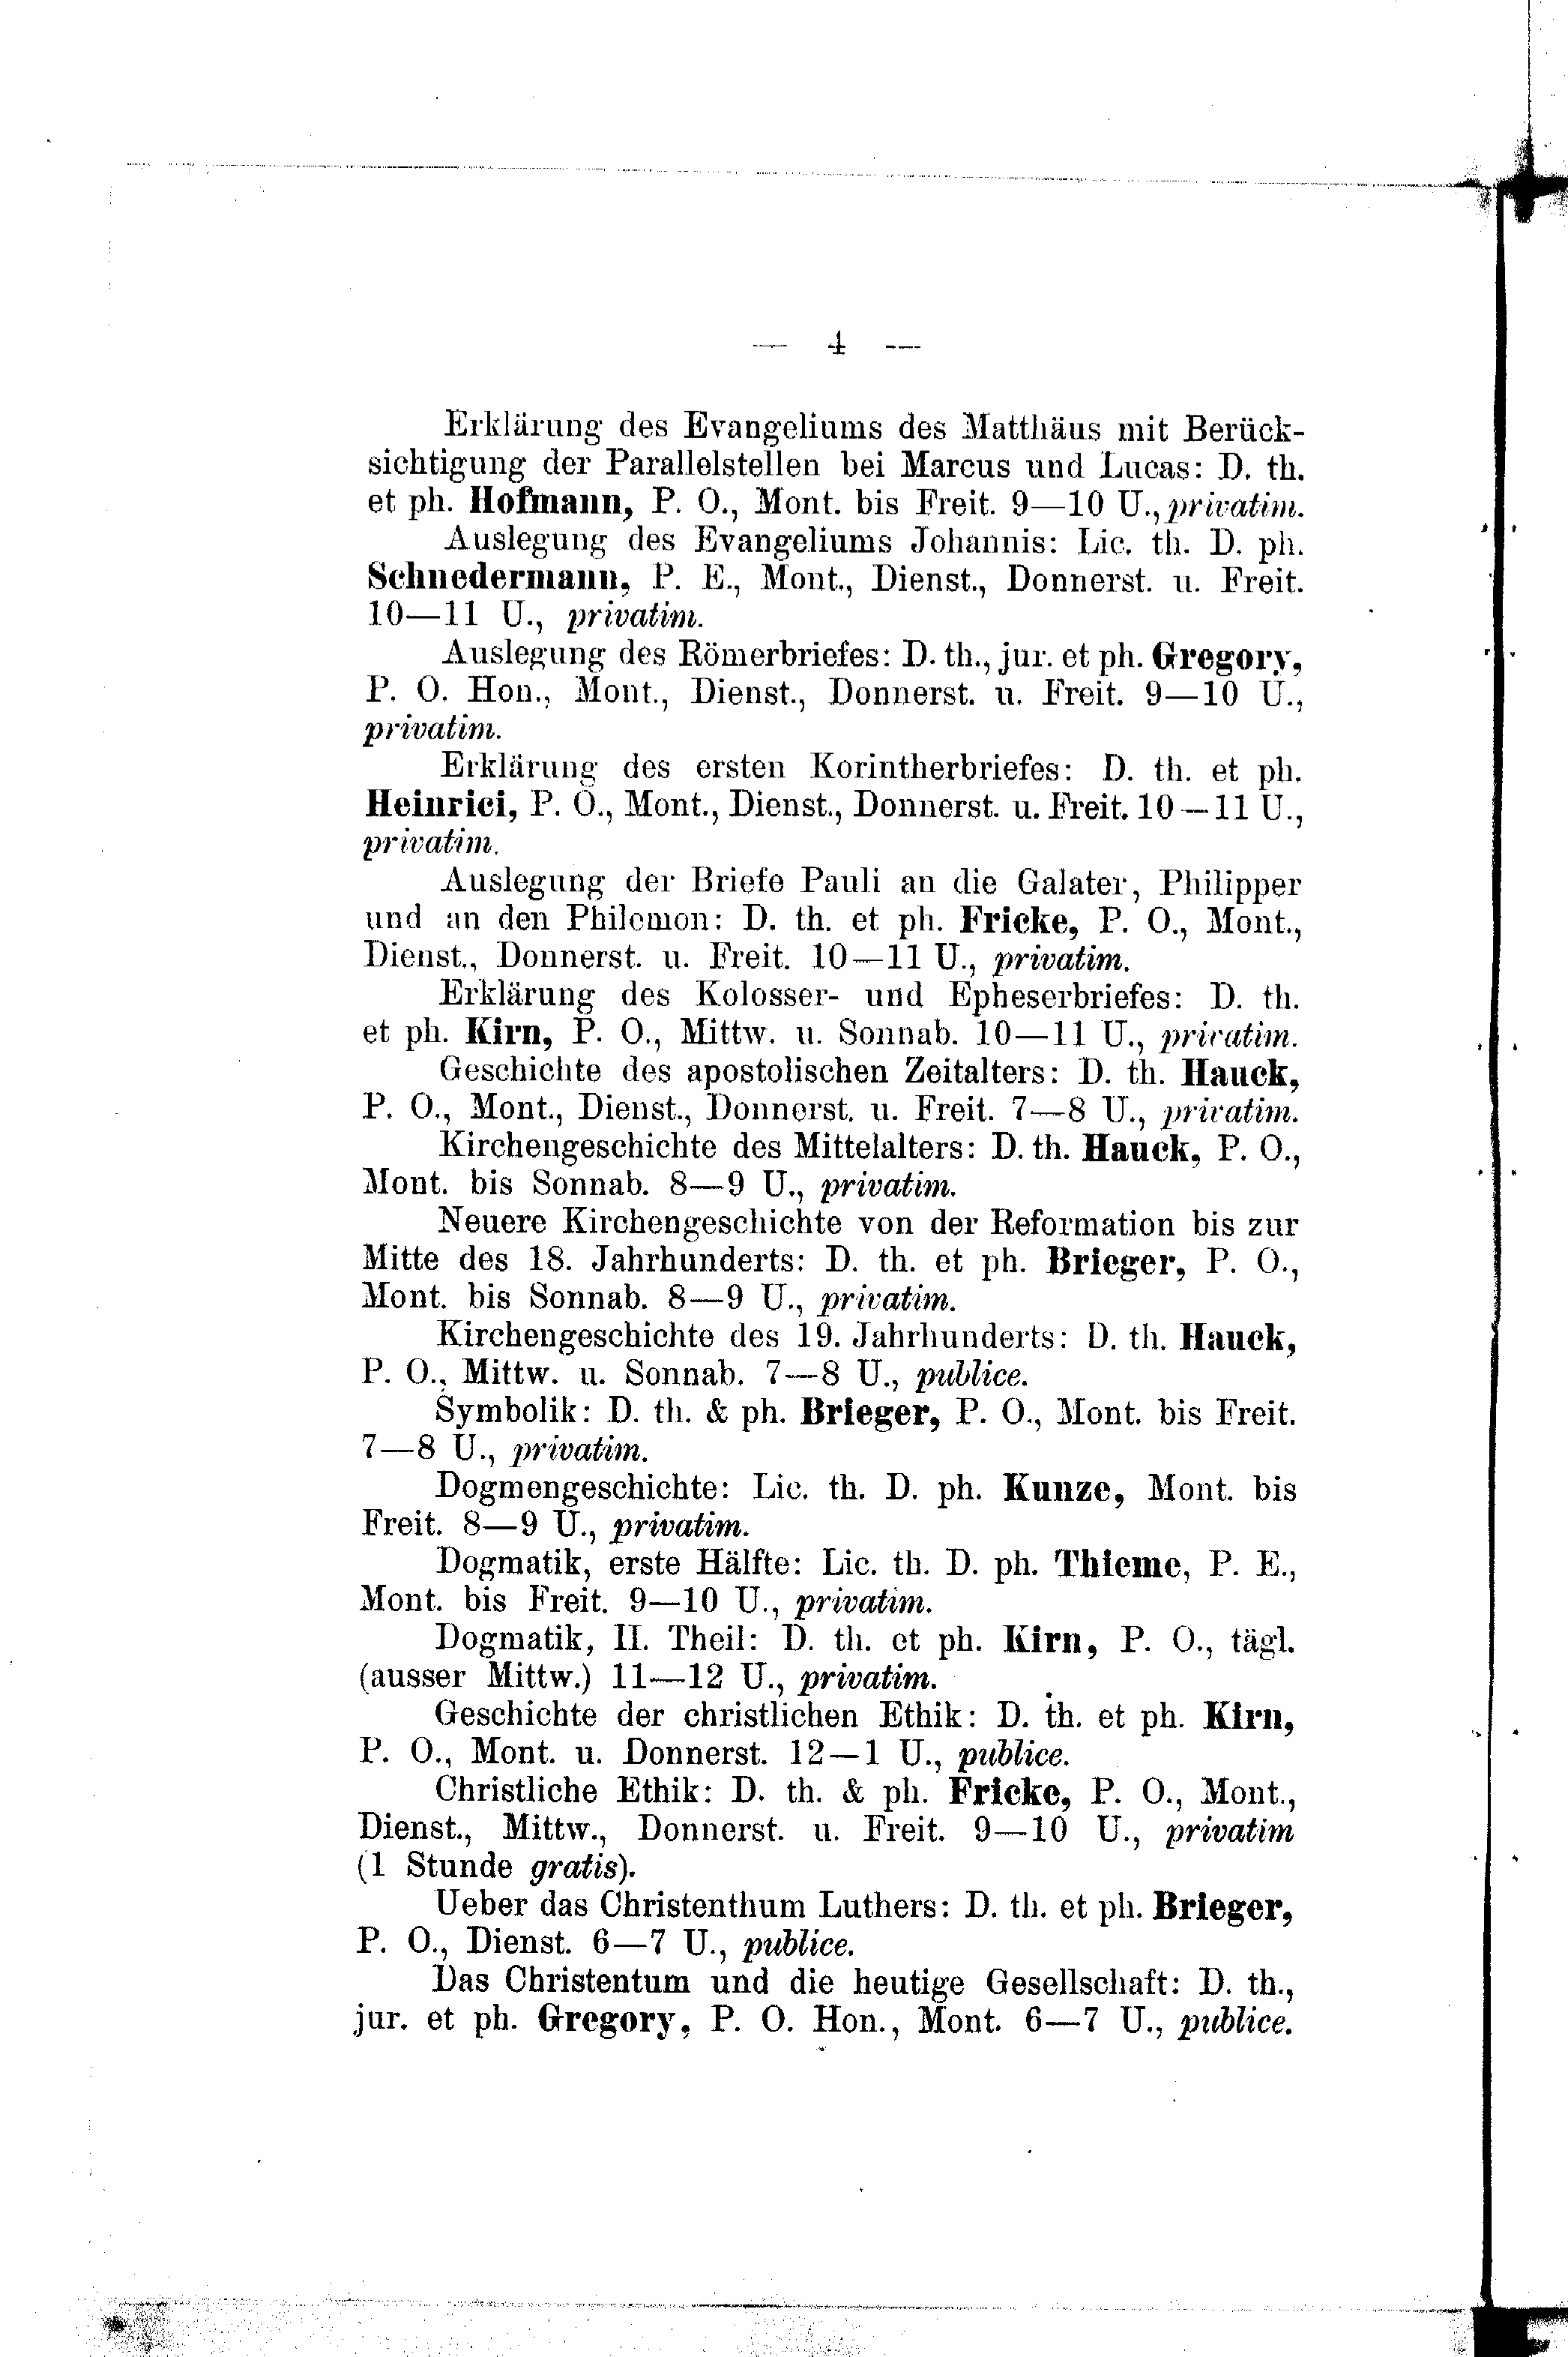 — 4 —
Erklärung des Evangeliums des Matthäus mit Berück-
sichtigung der Parallelstellen bei Marcus und Lucas: D. th.
et ph. Hofmann, P. O., Mont. bis Freit. 9—10 U., privatim.
Auslegung des Evangeliums Johannis: Lic. th. D. ph.
Schnedermann, P. E., Mont., Dienst., Donnerst. u. Freit.
10—11 U., privatim.
Auslegung des Römerbriefes: D. th., jur. et ph. Gregory,
P. O. Hon., Mont., Dienst., Donnerst. u. Freit. 9—10 U.,
privatim.
Erklärung des ersten Korintherbriefes: D. th. et ph.
Heinrici, P. O., Mont., Dienst., Donnerst. u. Freit. 10—11 U.,
privatim.
Auslegung der Briefe Pauli an die Galater, Philipper
und an den Philemon: D. th. et ph. Fricke, P. O., Mont.,
Dienst., Donnerst. u. Freit. 10—11 U., privatim.
Erklärung des Kolosser- und Epheserbriefes: D. th.
et ph. Kirn, P. O., Mittw. u. Sonnab. 10—11 U., privatim.
Geschichte des apostolischen Zeitalters: D. th. Hauck,
P. O., Mont., Dienst., Donnerst. u. Freit. 7—8 U., privatim.
Kirchengeschichte des Mittelalters: D. th. Hauck, P. O.,
Mont. bis Sonnab. 8—9 U., privatim.
Neuere Kirchengeschichte von der Reformation bis zur
Mitte des 18. Jahrhunderts: D. th. et ph. Brieger, P. O.,
Mont. bis Sonnab. 8—9 U., privatim.
Kirchengeschichte des 19. Jahrhunderts: D. th. Hauck,
P. O., Mittw. u. Sonnab. 7—8 U., publice.
Symbolik: D. th. & ph. Brieger, P. O., Mont. bis Freit.
7—8 U., privatim.
Dogmengeschichte: Lic. th. D. ph. Kunze, Mont. bis
Freit. 8—9 U., privatim.
Dogmatik, erste Hälfte: Lic. th. D. ph. Thieme, P. E.,
Mont. bis Freit. 9—10 U., privatim.
Dogmatik, II. Theil: D. th. et ph. Kirn, P. O., tägl.
(ausser Mittw.) 11—12 U., privatim.
Geschichte der christlichen Ethik: D. th. et ph. Kirn,
P. O., Mont. u. Donnerst. 12—1 U., publice.
Christliche Ethik: D. th. & ph. Fricke, P. O., Mont.,
Dienst., Mittw., Donnerst. u. Freit. 9—10 U., privatim
(1 Stunde gratis).
Ueber das Christenthum Luthers: D. th. et ph. Brieger,
P. O., Dienst. 6—7 U., publice.
Das Christentum und die heutige Gesellschaft: D. th.,
jur. et ph. Gregory, P. O. Hon., Mont. 6—7 U., publice.